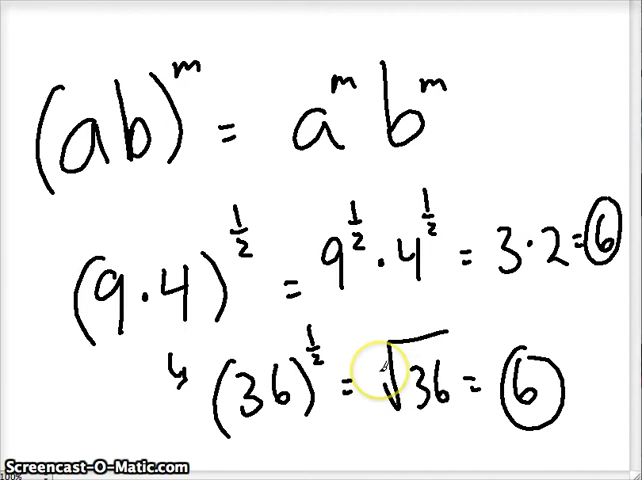 (ab)^m = a^m b^m
(9·4)^½ = 9^½ · 4^½ = 3·2 = 6
↳ (36)^½ = √36 = 6
Screencast-O-Matic.com
100%